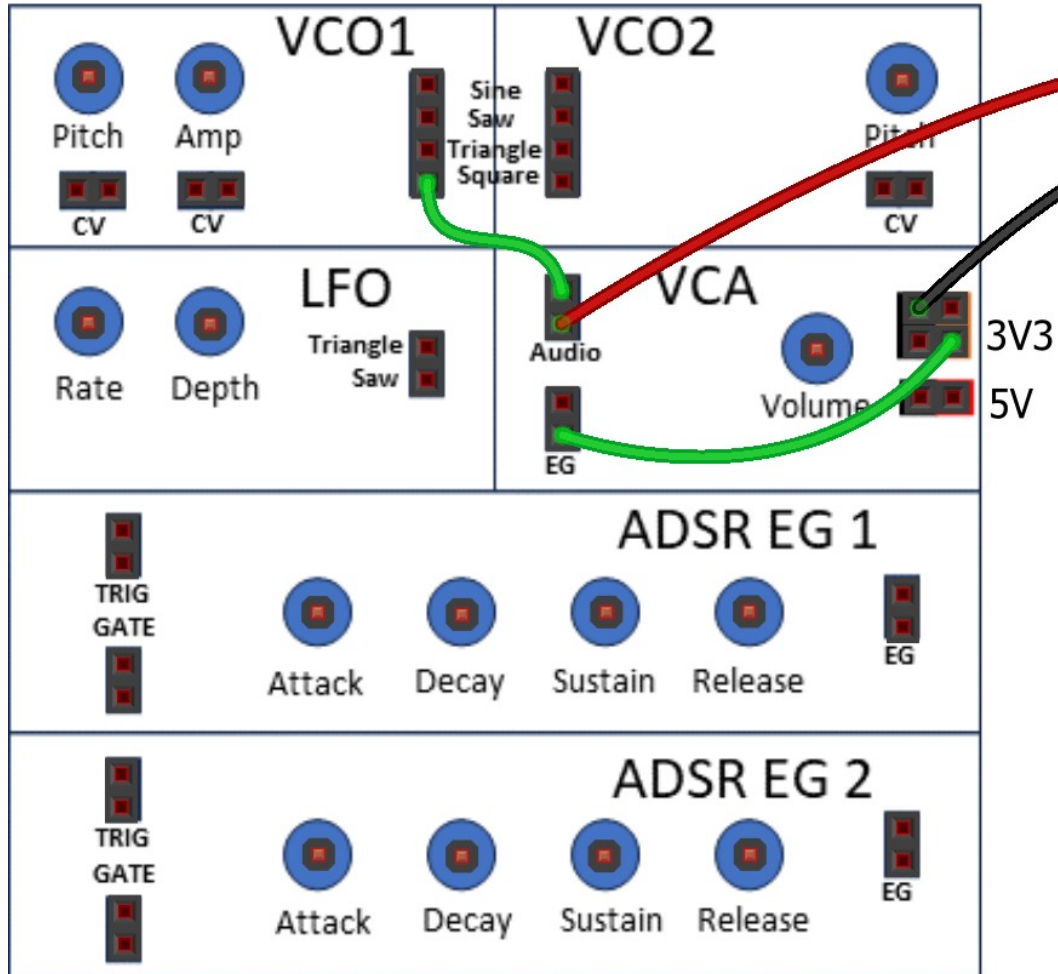 VCO1
VCO2
Pitch
Amp
CV
CV
Sine
Saw
Triangle
Square
Pitch
CV
LFO
Rate
Depth
Triangle
Saw
VCA
Audio
EG
Volume
3V3
5V
ADSR EG 1
TRIG
GATE
Attack
Decay
Sustain
Release
EG
ADSR EG 2
TRIG
GATE
Attack
Decay
Sustain
Release
EG